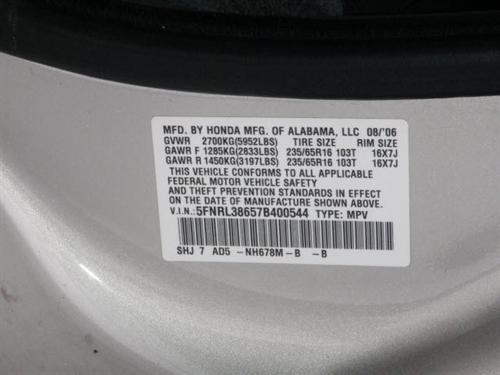 MFD. BY HONDA MFG. OF ALABAMA, LLC 08/'06
GVWR 2700KG(5952LBS) TIRE SIZE RIM SIZE
GAWR F 1285KG(2833LBS) 235/65R16 103T 16X7J
GAWR R 1450KG(3197LBS) 235/65R16 103T 16X7J
THIS VEHICLE CONFORMS TO ALL APPLICABLE
FEDERAL MOTOR VEHICLE SAFETY
AND THEFT PREVENTION STANDARDS IN EFFECT
ON THE DATE OF MANUFACTURE SHOWN ABOVE.
V.I.N.: 5FNRL38657B400544 TYPE: MPV
SHJ 7 AD5 -NH678M-B -B